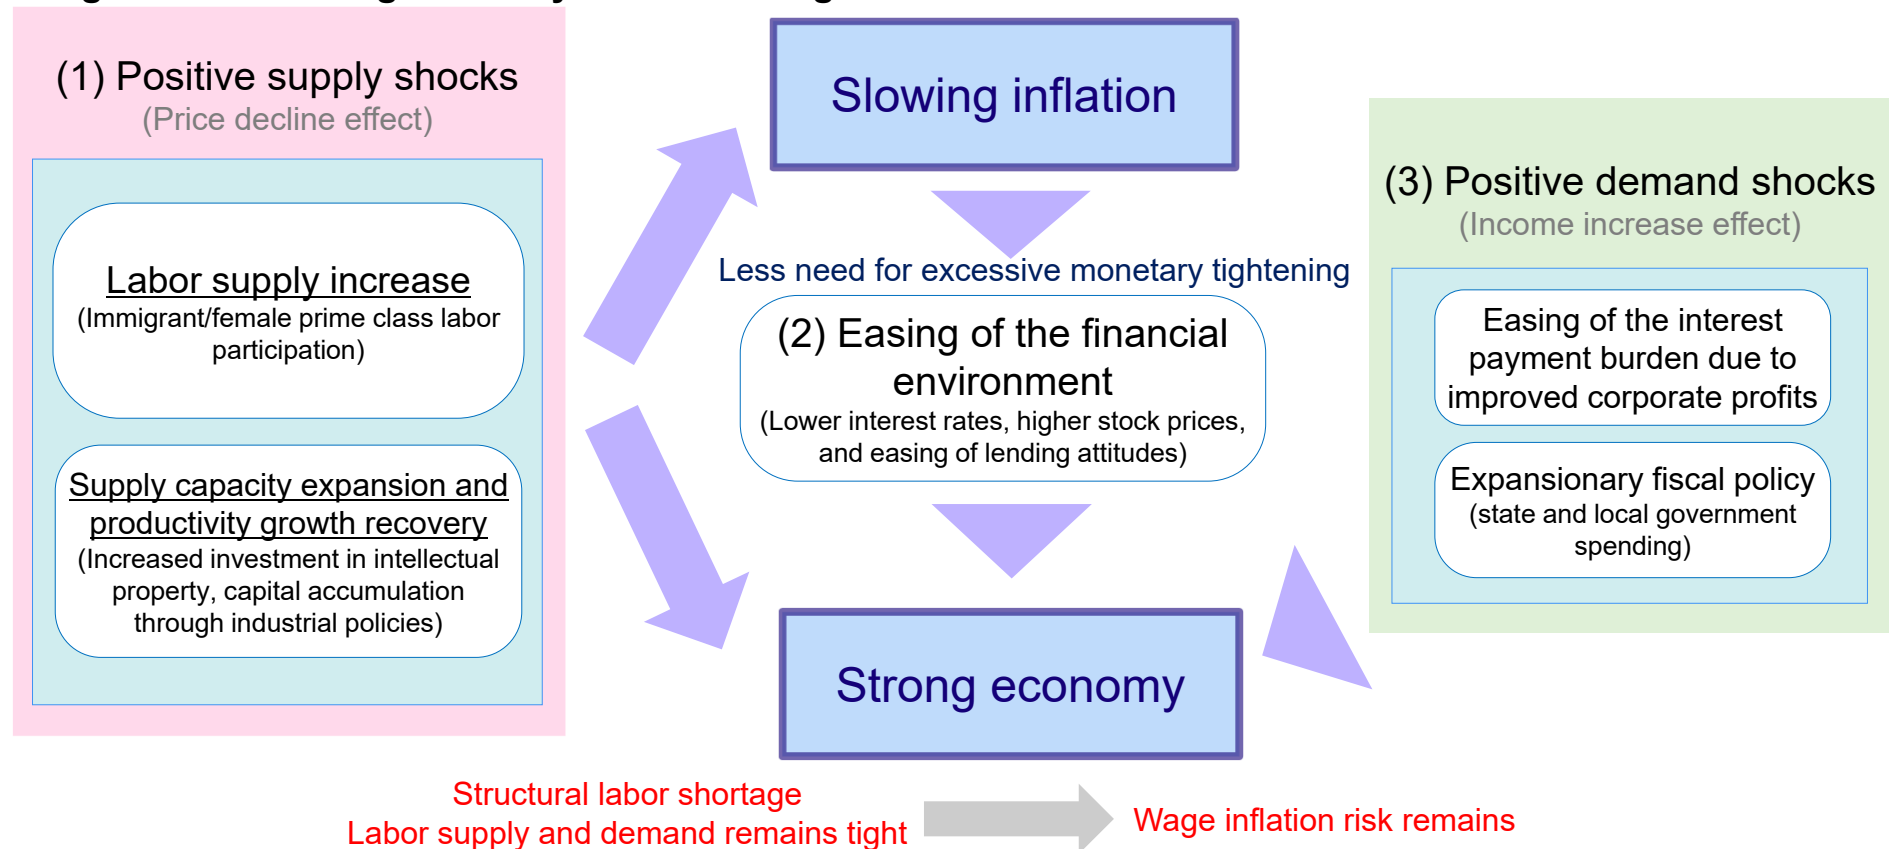 (1) Positive supply shocks
(Price decline effect)
Labor supply increase
(Immigrant/female prime class labor
participation)
Supply capacity expansion and
productivity growth recovery
(Increased investment in intellectual
property, capital accumulation
through industrial policies)
Slowing inflation
Less need for excessive monetary tightening
(2) Easing of the financial
environment
(Lower interest rates, higher stock prices,
and easing of lending attitudes)
Strong economy
(3) Positive demand shocks
(Income increase effect)
Easing of the interest
payment burden due to
improved corporate profits
Expansionary fiscal policy
(state and local government
spending)
Structural labor shortage
Labor supply and demand remains tight
Wage inflation risk remains